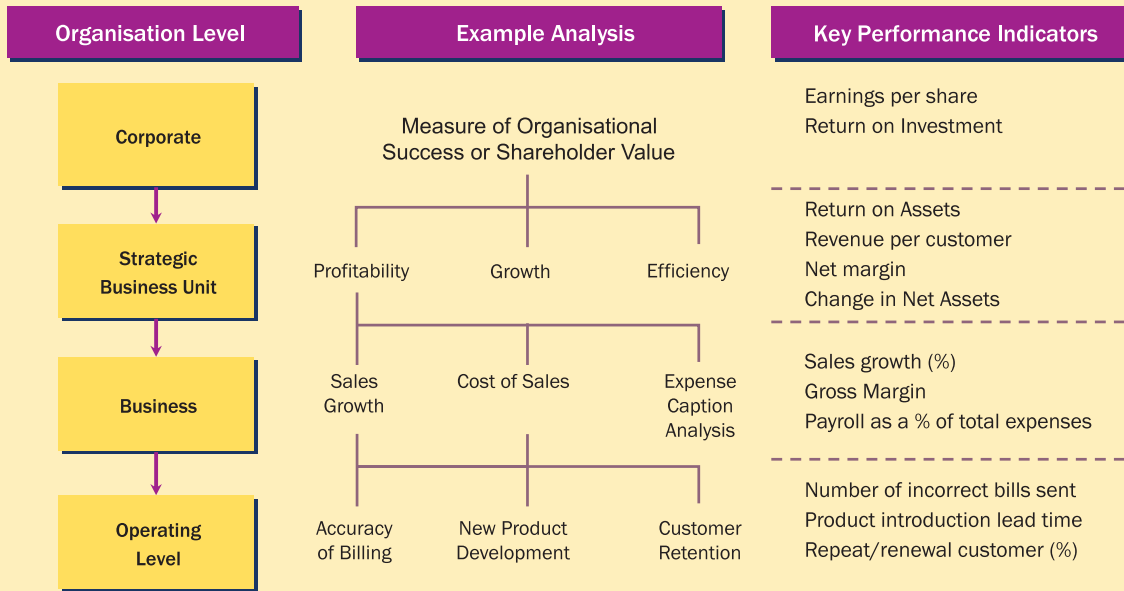 Organisation Level
Example Analysis
Key Performance Indicators
Corporate
Measure of Organisational
Success or Shareholder Value
Earnings per share
Return on Investment
Strategic
Business Unit
Profitability
Growth
Efficiency
Return on Assets
Revenue per customer
Net margin
Change in Net Assets
Business
Sales
Growth
Cost of Sales
Expense
Caption
Analysis
Sales growth (%)
Gross Margin
Payroll as a % of total expenses
Operating
Level
Accuracy
of Billing
New Product
Development
Customer
Retention
Number of incorrect bills sent
Product introduction lead time
Repeat/renewal customer (%)